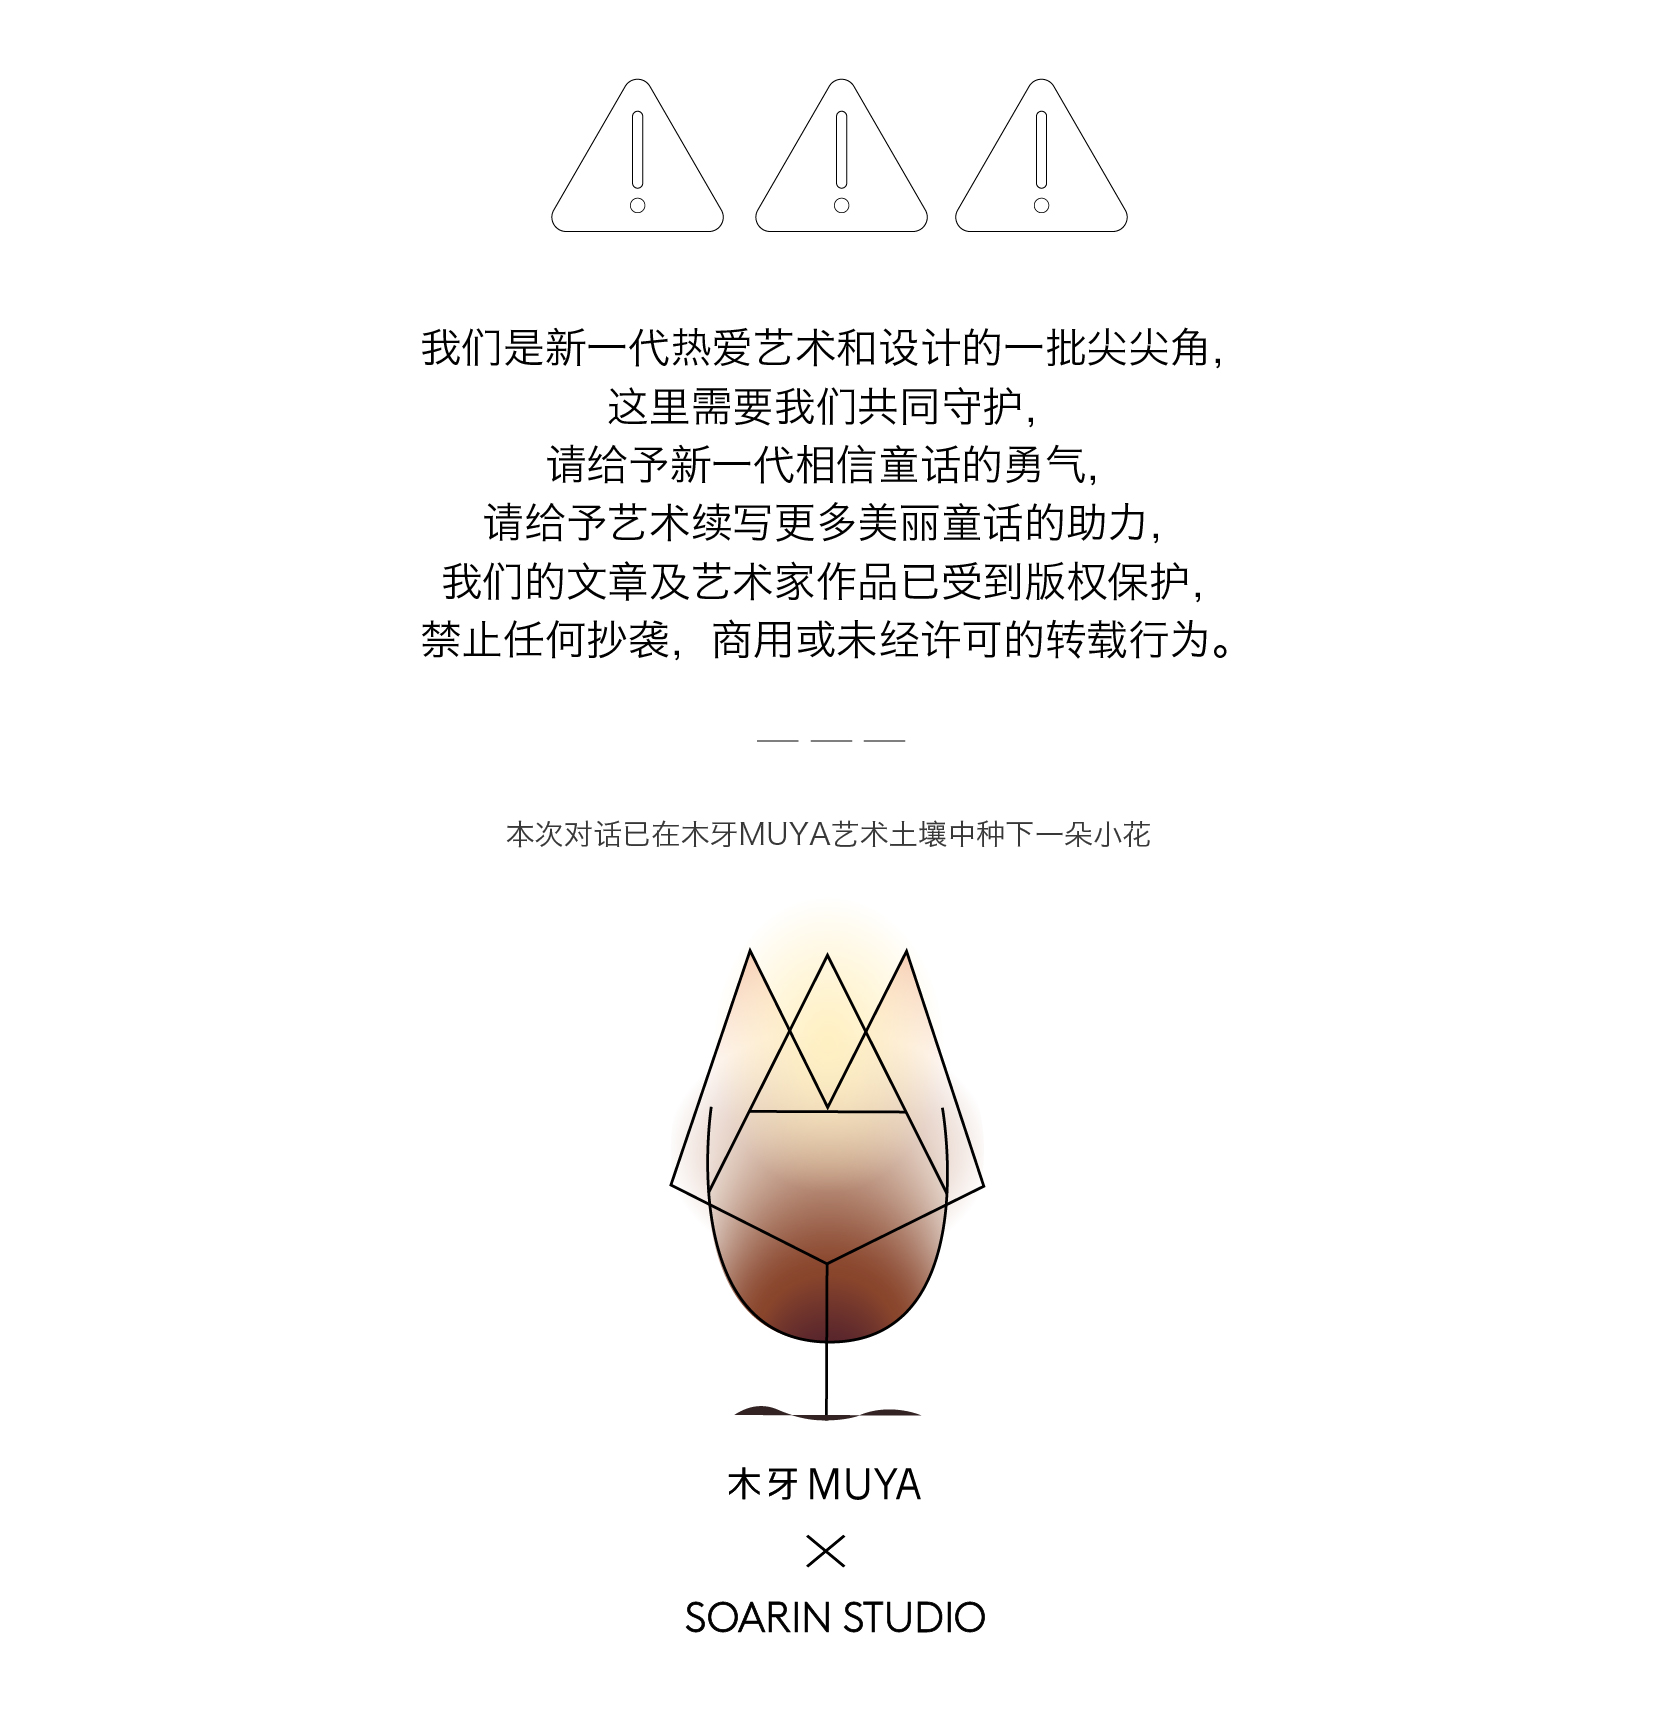 我们是新一代热爱艺术和设计的一批尖尖角，
这里需要我们共同守护，
请给予新一代相信童话的勇气，
请给予艺术续写更多美丽童话的助力，
我们的文章及艺术家作品已受到版权保护，
禁止任何抄袭，商用或未经许可的转载行为。
本次对话已在木牙MUYA艺术土壤中种下一朵小花
木牙MUYA
×
SOARIN STUDIO